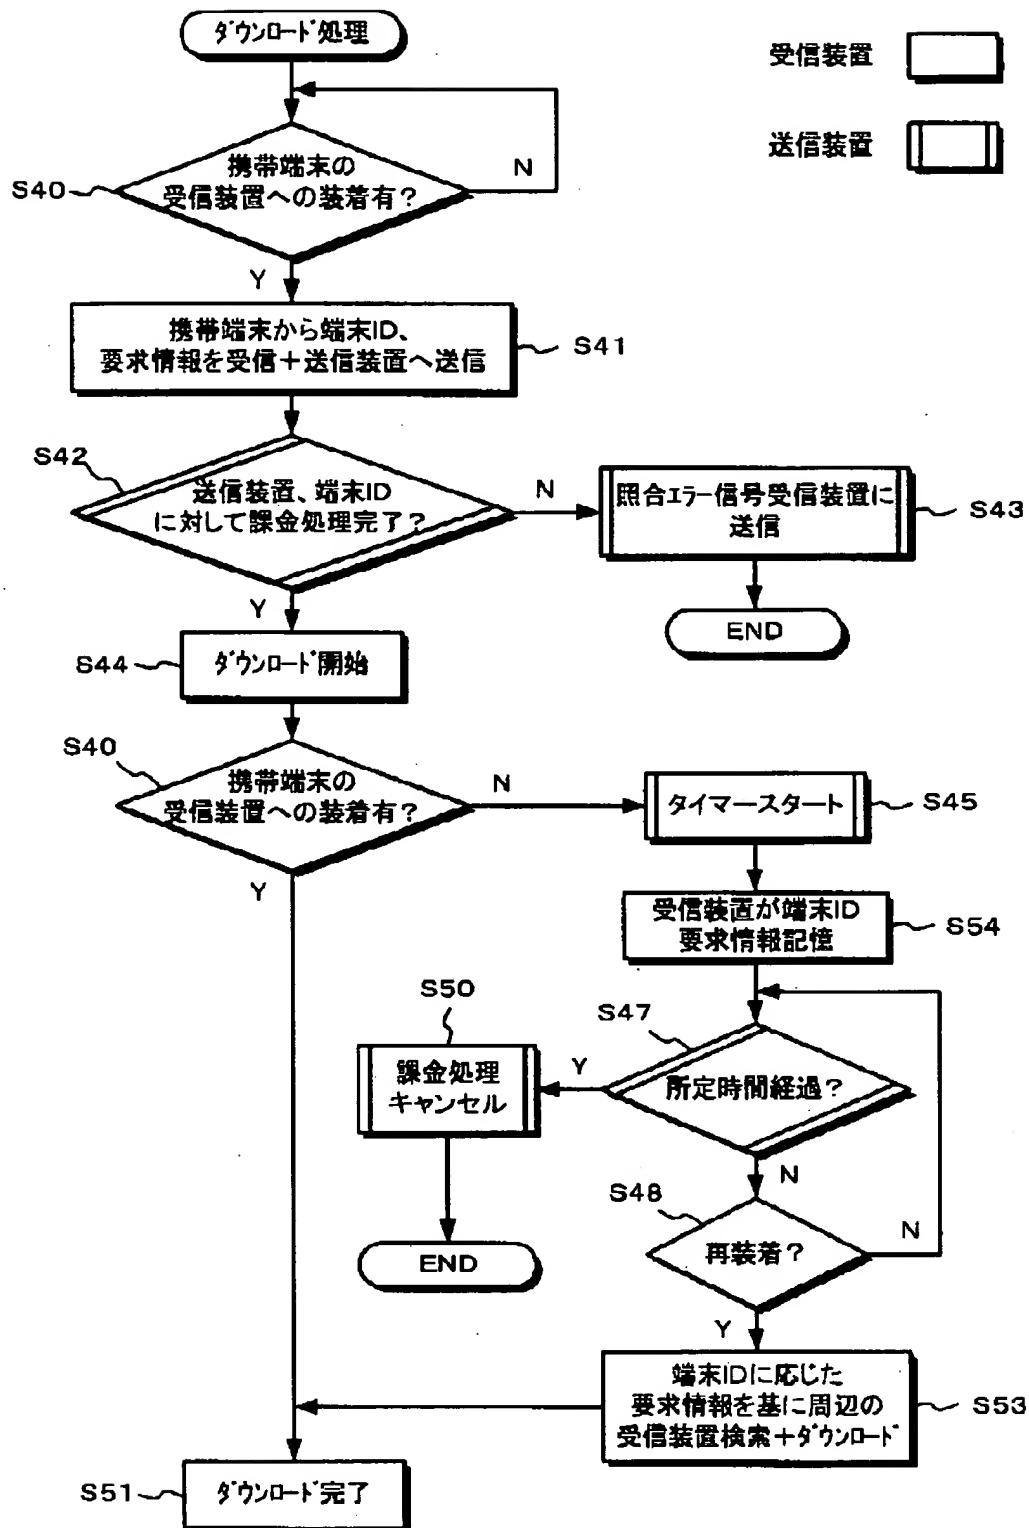 ダウンロード処理
受信装置
送信装置
S40
携帯端末の
受信装置への装着有?
N
Y
携帯端末から端末ID、
要求情報を受信+送信装置へ送信
S41
S42
送信装置、端末ID
に対して課金処理完了?
N
照合エラー信号受信装置に
送信
S43
Y
END
S44
ダウンロード開始
S40
携帯端末の
受信装置への装着有?
N
タイマースタート
S45
Y
受信装置が端末ID
要求情報記憶
S54
S50
S47
課金処理
キャンセル
Y
所定時間経過?
N
S48
再装着?
N
END
Y
端末IDに応じた
要求情報を基に周辺の
受信装置検索+ダウンロード
S53
S51
ダウンロード完了